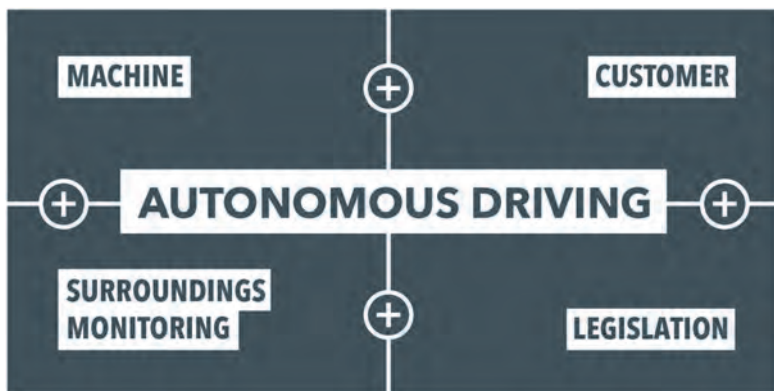 MACHINE
CUSTOMER
AUTONOMOUS DRIVING
SURROUNDINGS
MONITORING
LEGISLATION